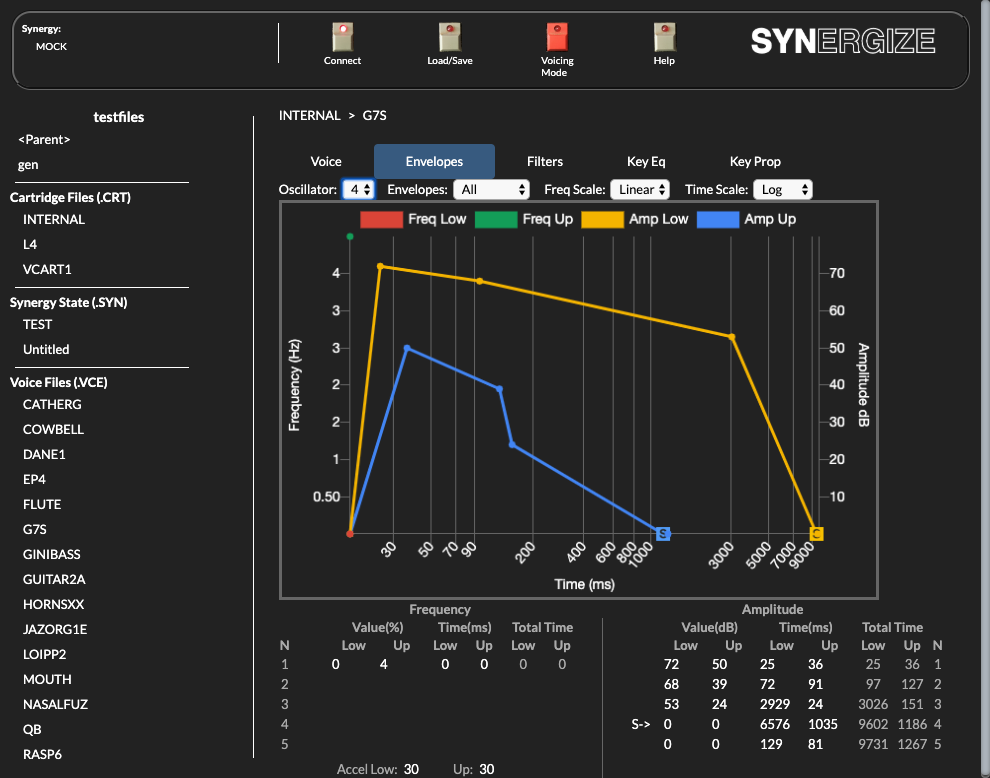 Synergy:
MOCK
Connect
Load/Save
Voicing
Mode
Help
SYNERGIZE
testfiles
<Parent>
gen
Cartridge Files (.CRT)
INTERNAL
L4
VCART1
Synergy State (.SYN)
TEST
Untitled
Voice Files (.VCE)
CATHERG
COWBELL
DANE1
EP4
FLUTE
G7S
GINIBASS
GUITAR2A
HORNSXX
JAZORG1E
LOIPP2
MOUTH
NASALFUZ
QB
RASP6
INTERNAL > G7S
Voice Envelopes Filters Key Eq Key Prop
Oscillator: 4 Envelopes: All Freq Scale: Linear Time Scale: Log
Freq Low Freq Up Amp Low Amp Up
Frequency (Hz)
4
3
3
2
2
1
0.50
70
60
50
40
30
20
10
Amplitude dB
S C
30 50 70 90 200 400 600 800 1000 3000 5000 7000 9000
Time (ms)
Frequency Amplitude
Value(%) Time(ms) Total Time Value(dB) Time(ms) Total Time
N Low Up Low Up Low Up Low Up Low Up Low Up N
1 0 4 0 0 0 0 72 50 25 36 25 36 1
2 68 39 72 91 97 127 2
3 53 24 2929 24 3026 151 3
4 S-> 0 0 6576 1035 9602 1186 4
5 0 0 129 81 9731 1267 5
Accel Low: 30 Up: 30